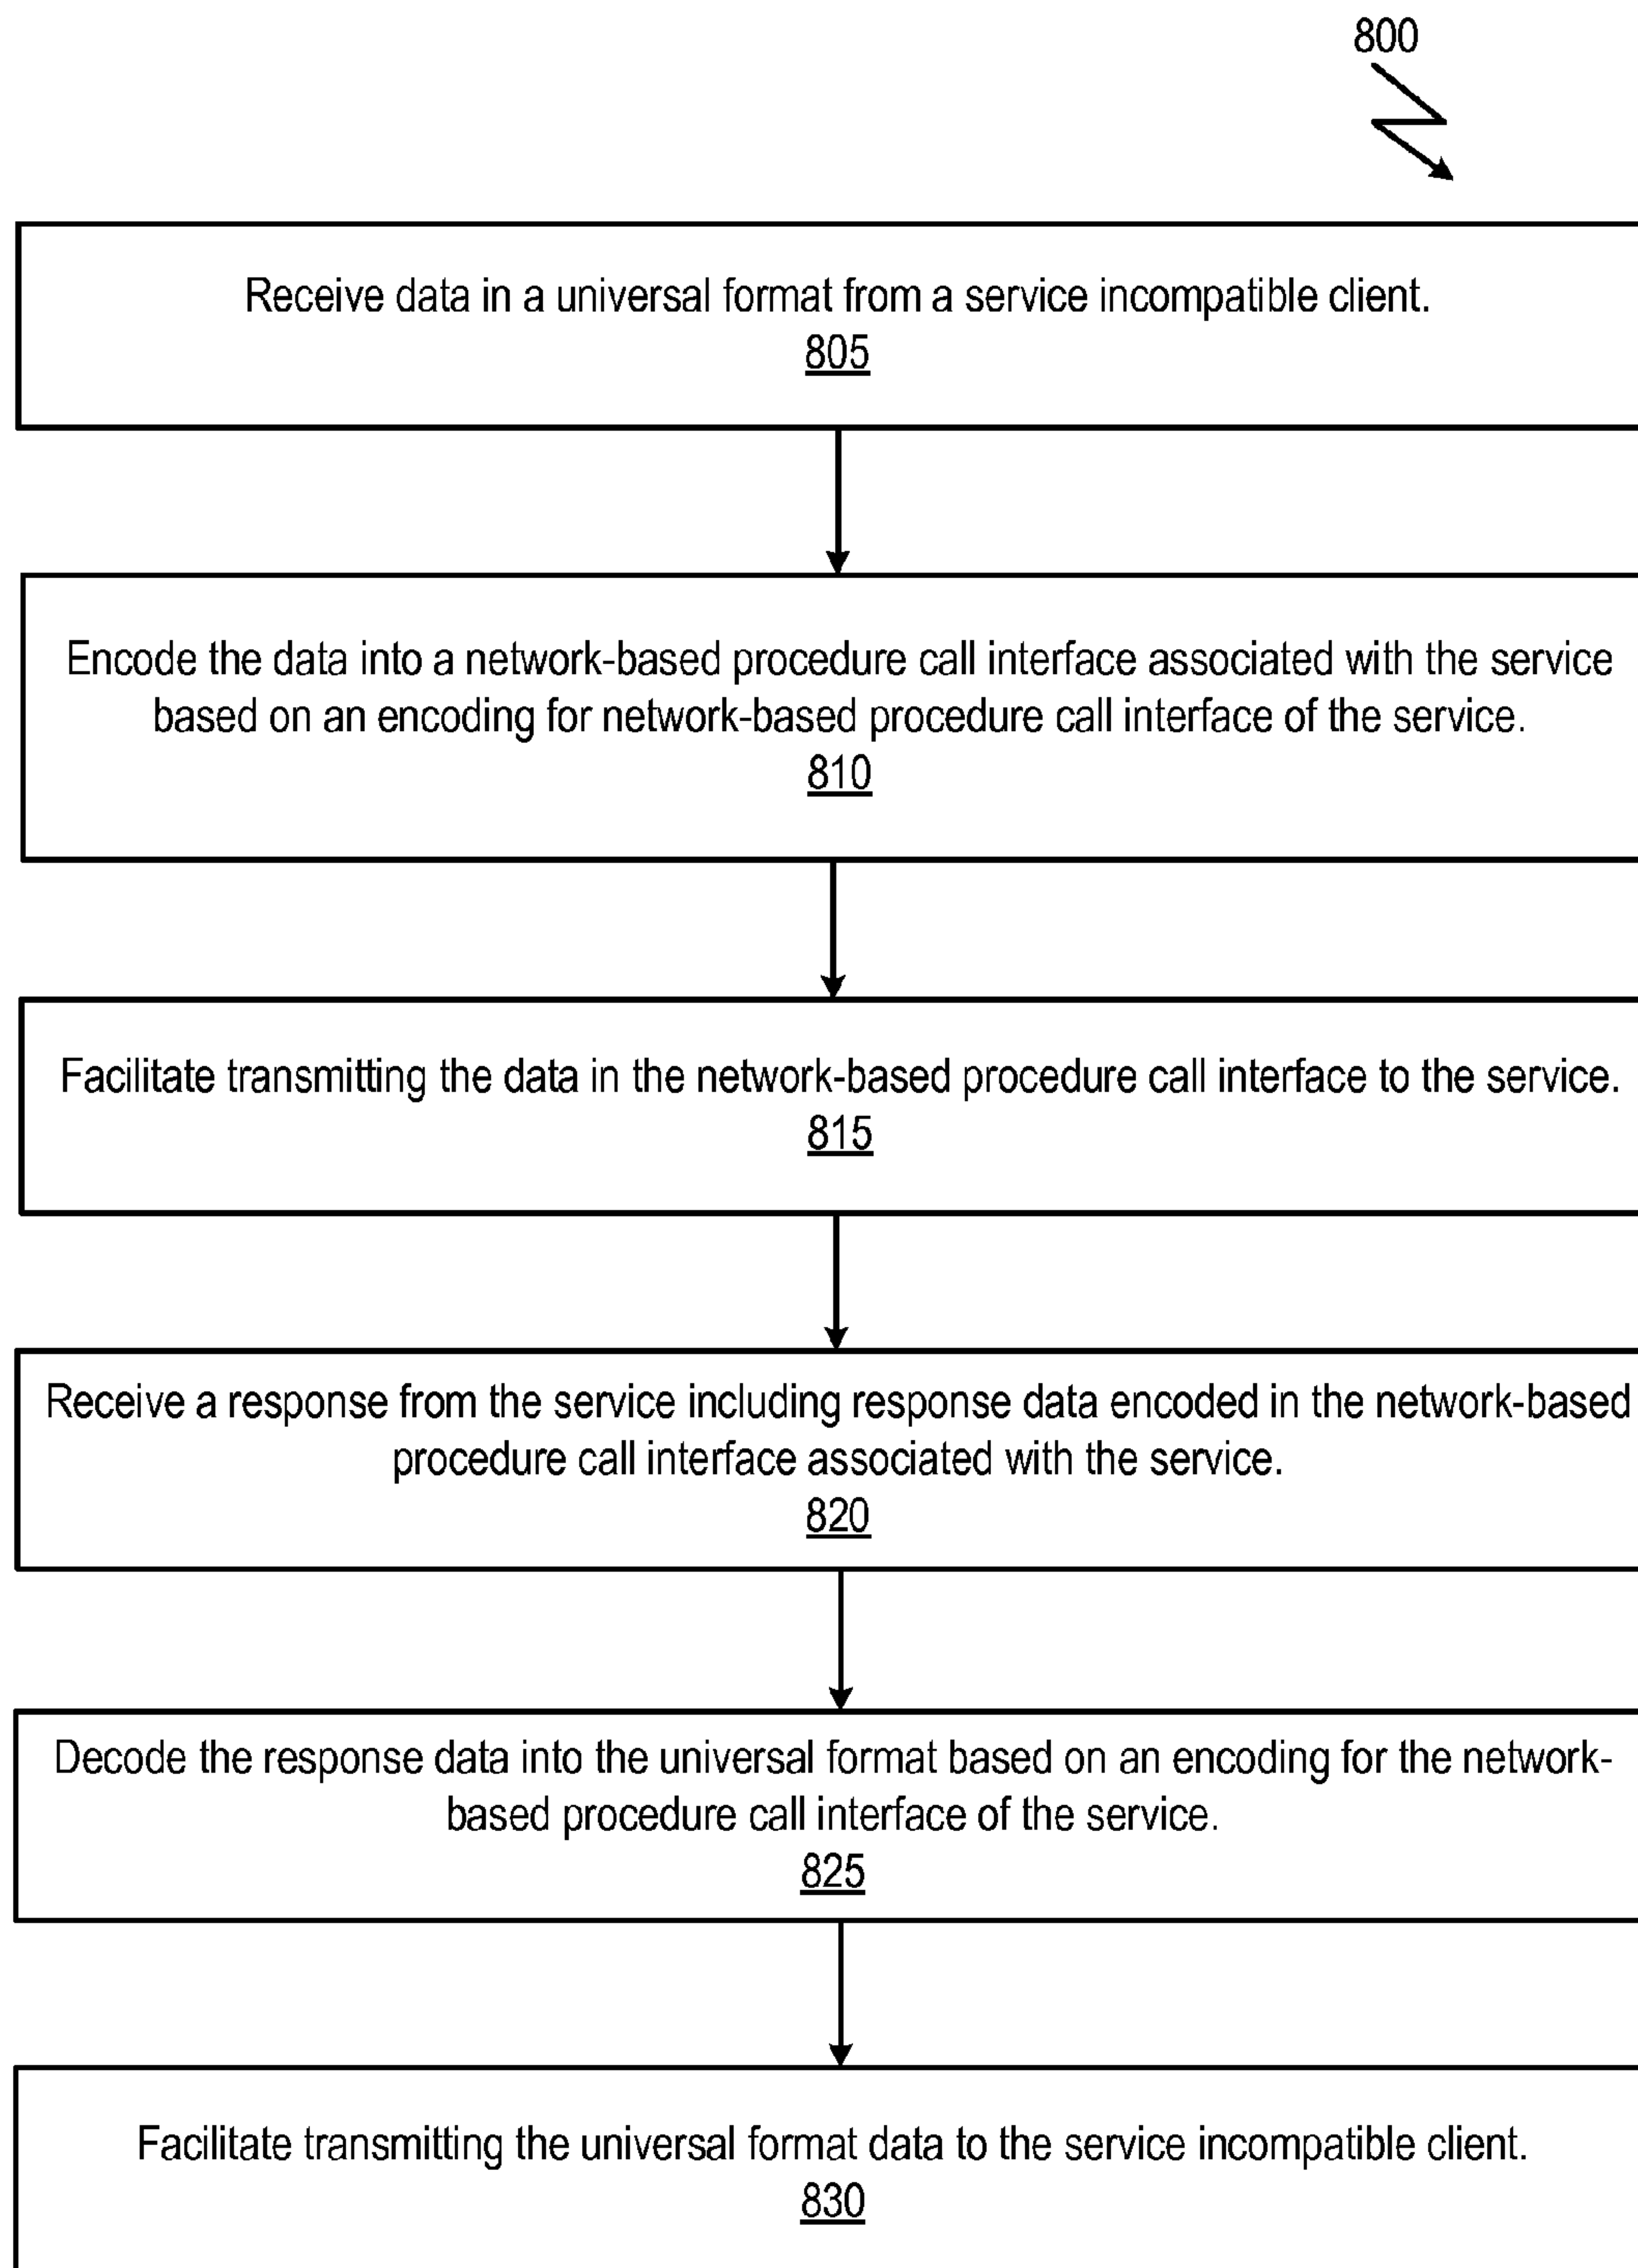 800
Receive data in a universal format from a service incompatible client.
805
Encode the data into a network-based procedure call interface associated with the service
based on an encoding for network-based procedure call interface of the service.
810
Facilitate transmitting the data in the network-based procedure call interface to the service.
815
Receive a response from the service including response data encoded in the network-based
procedure call interface associated with the service.
820
Decode the response data into the universal format based on an encoding for the network-
based procedure call interface of the service.
825
Facilitate transmitting the universal format data to the service incompatible client.
830